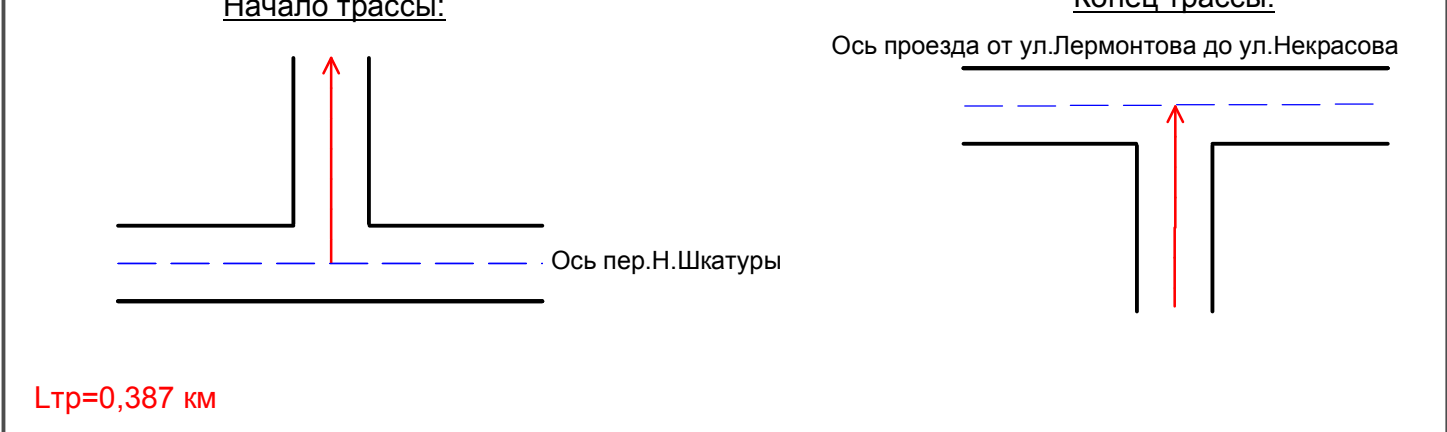 Начало трассы:
Конец трассы:
Ось проезда от ул.Лермонтова до ул.Некрасова
Ось пер.Н.Шкатуры
Lтр=0,387 км